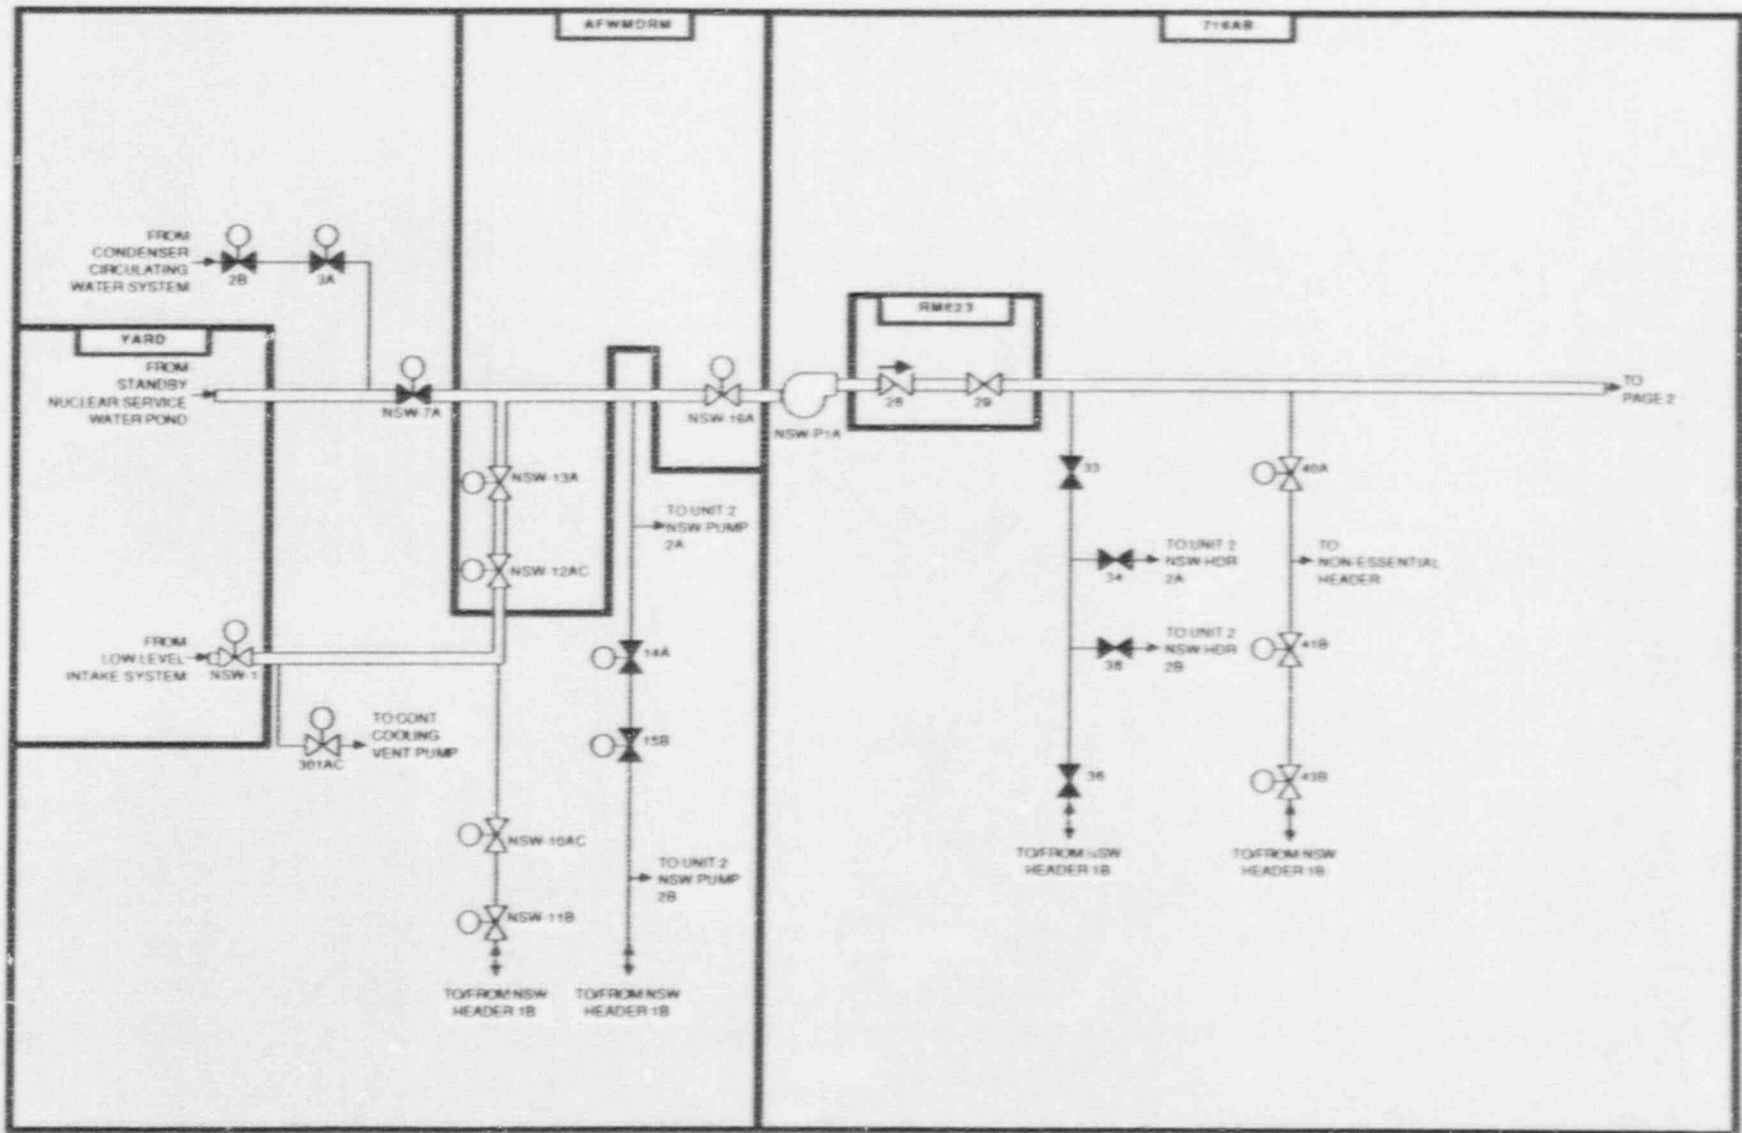 AFWMDRM
716AB
FROM
CONDENSER
CIRCULATING
WATER SYSTEM
2B
3A
YARD
FROM
STANDBY
NUCLEAR SERVICE
WATER POND
NSW-7A
NSW-16A
NSW-P1A
RM623
28
29
TO
PAGE 2
NSW-13A
NSW-12AC
TO UNIT 2
NSW PUMP
2A
33
40A
34
TO UNIT 2
NSW HDR
2A
TO
NON-ESSENTIAL
HEADER
FROM
LOW LEVEL
INTAKE SYSTEM
NSW-1
14A
38
TO UNIT 2
NSW HDR
2B
41B
301AC
TO CONT
COOLING
VENT PUMP
15B
36
43B
NSW-10AC
TO/FROM NSW
HEADER 1B
TO/FROM NSW
HEADER 1B
TO UNIT 2
NSW PUMP
2B
NSW-11B
TO/FROM NSW
HEADER 1B
TO/FROM NSW
HEADER 1B